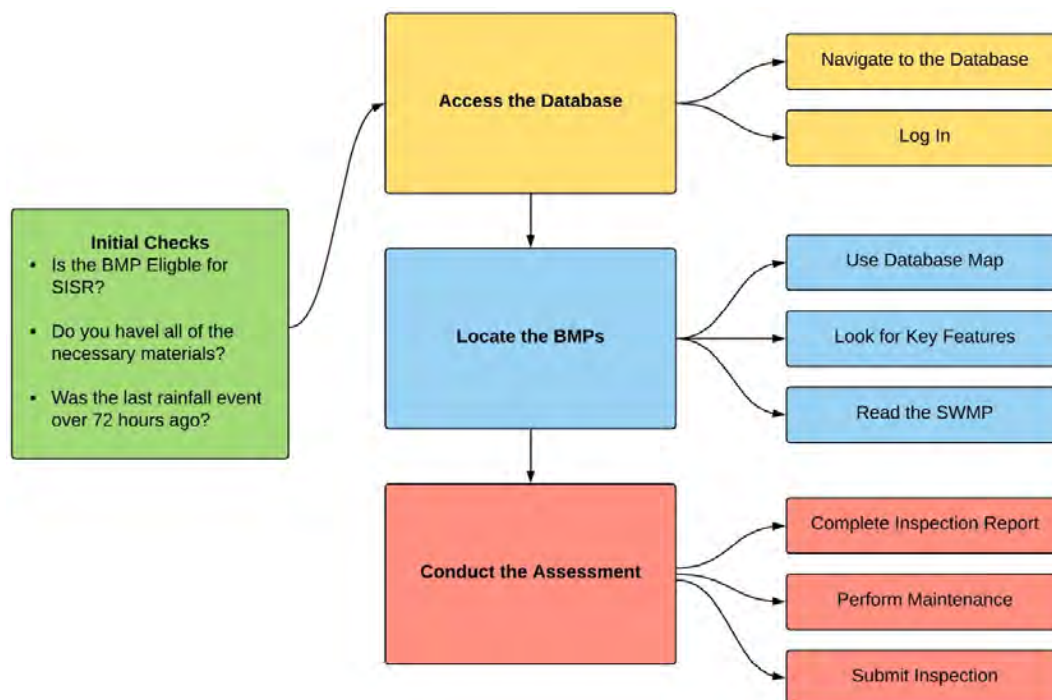 Access the Database
Navigate to the Database
Log In
Initial Checks
• Is the BMP Eligble for
SISR?
• Do you havel all of the
necessary materials?
• Was the last rainfall event
over 72 hours ago?
Locate the BMPs
Use Database Map
Look for Key Features
Read the SWMP
Conduct the Assessment
Complete Inspection Report
Perform Maintenance
Submit Inspection